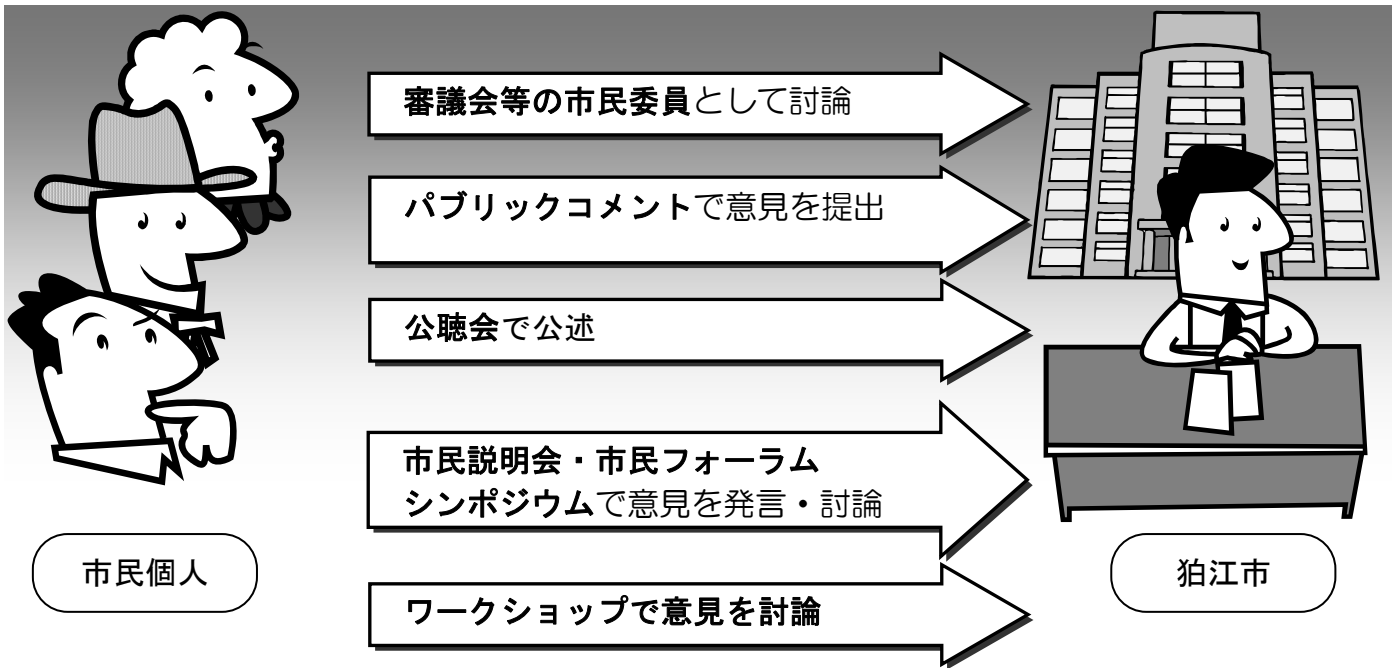 審議会等の市民委員として討論
パブリックコメントで意見を提出
公聴会で公述
市民説明会・市民フォーラム
シンポジウムで意見を発言・討論
ワークショップで意見を討論
市民個人
狛江市